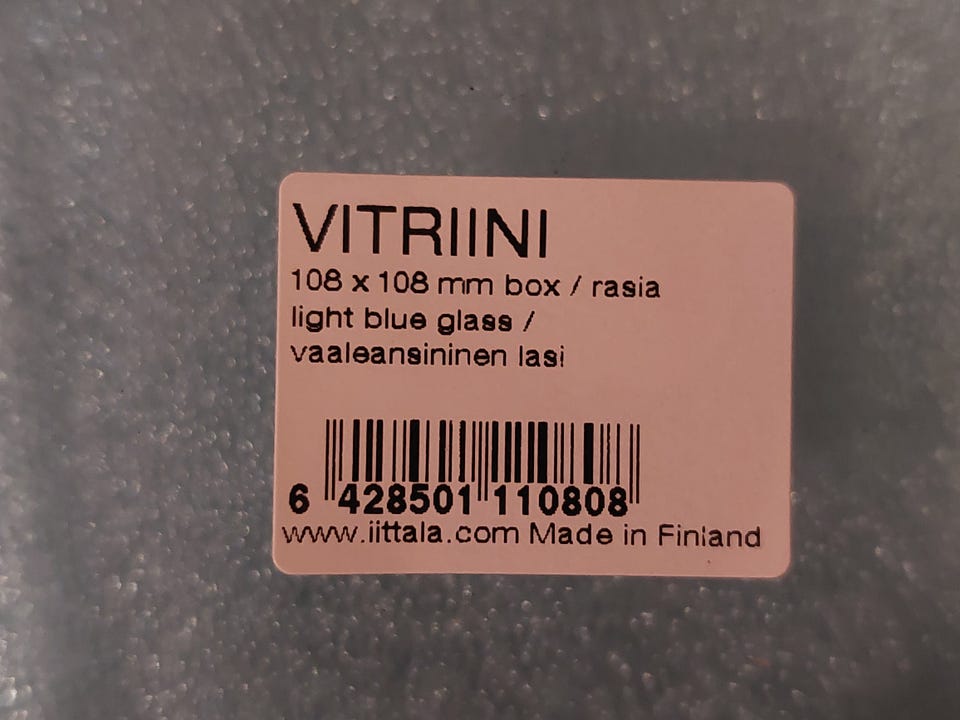 VITRIINI
108 x 108 mm box / rasia
light blue glass /
vaaleansininen lasi
6 428501 110808
www.iittala.com Made in Finland